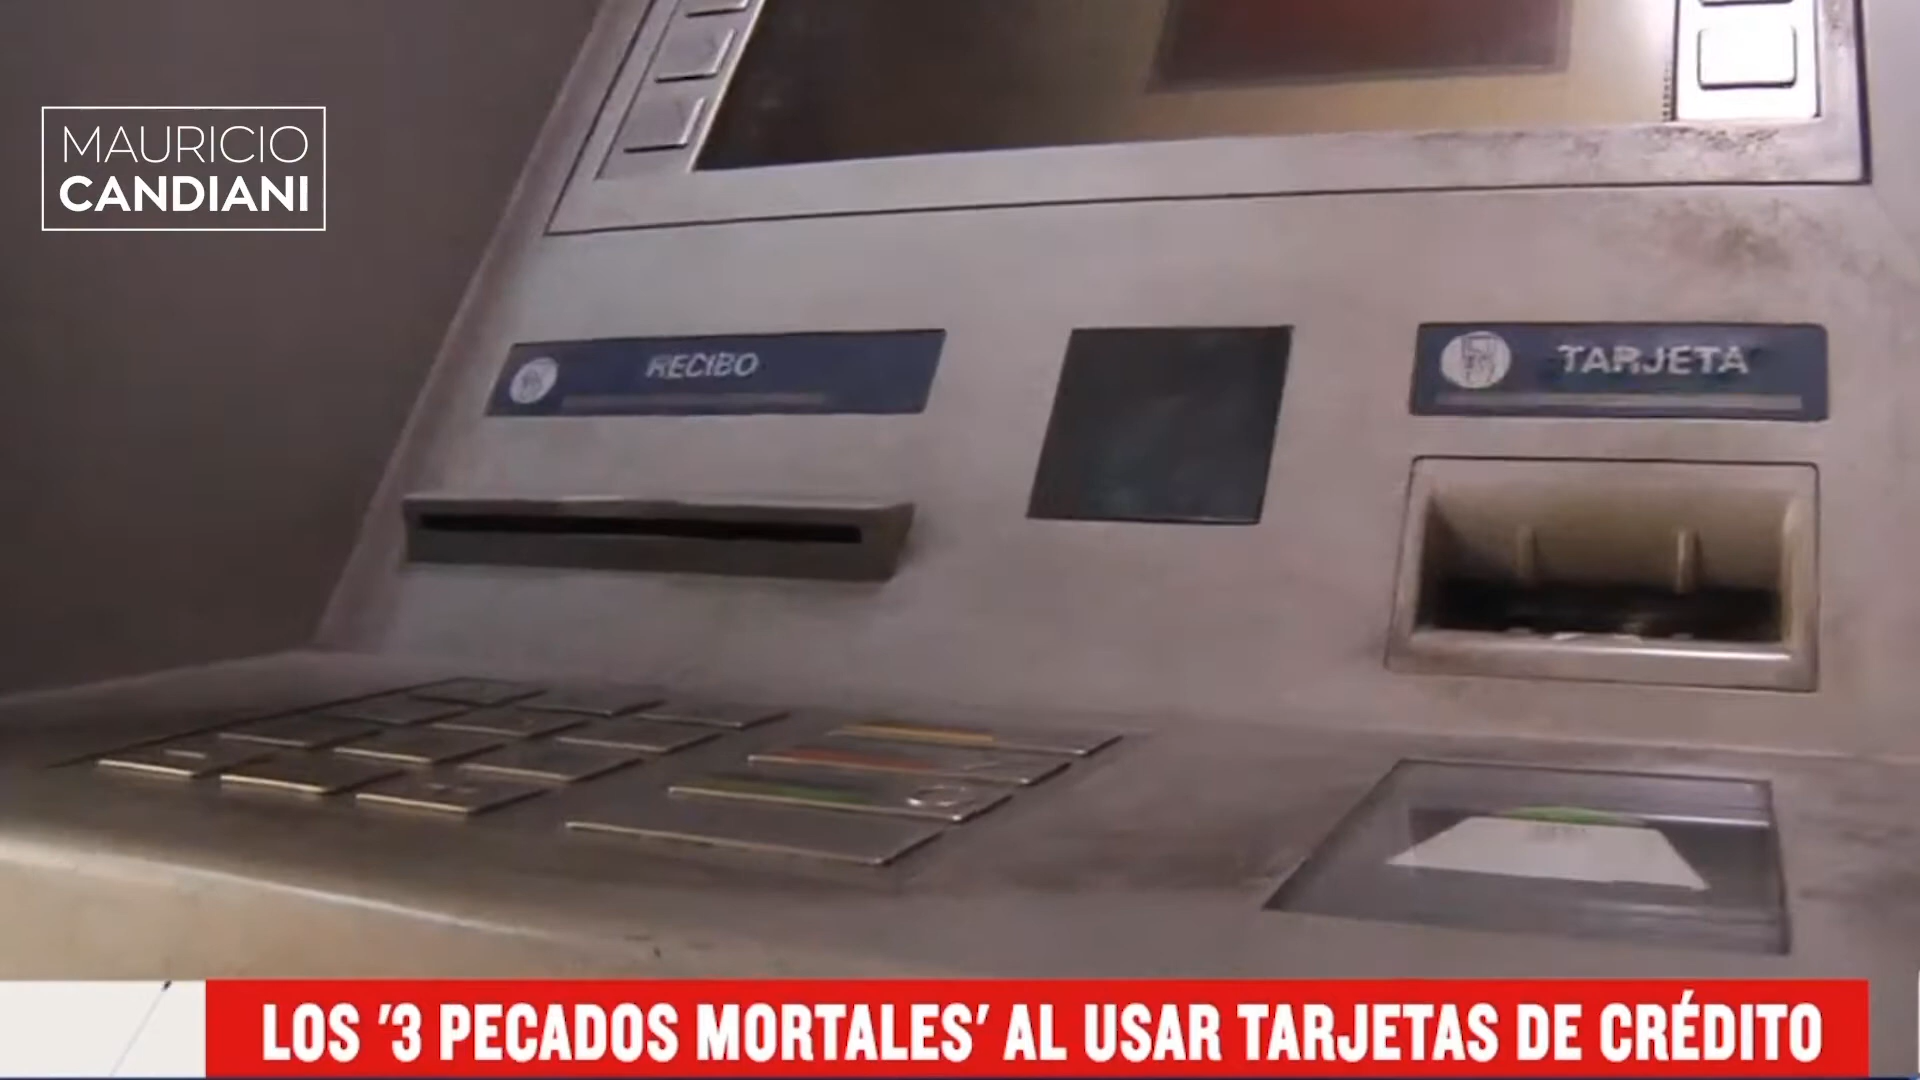 MAURICIO
CANDIANI
RECIBO
TARJETA
LOS '3 PECADOS MORTALES' AL USAR TARJETAS DE CRÉDITO